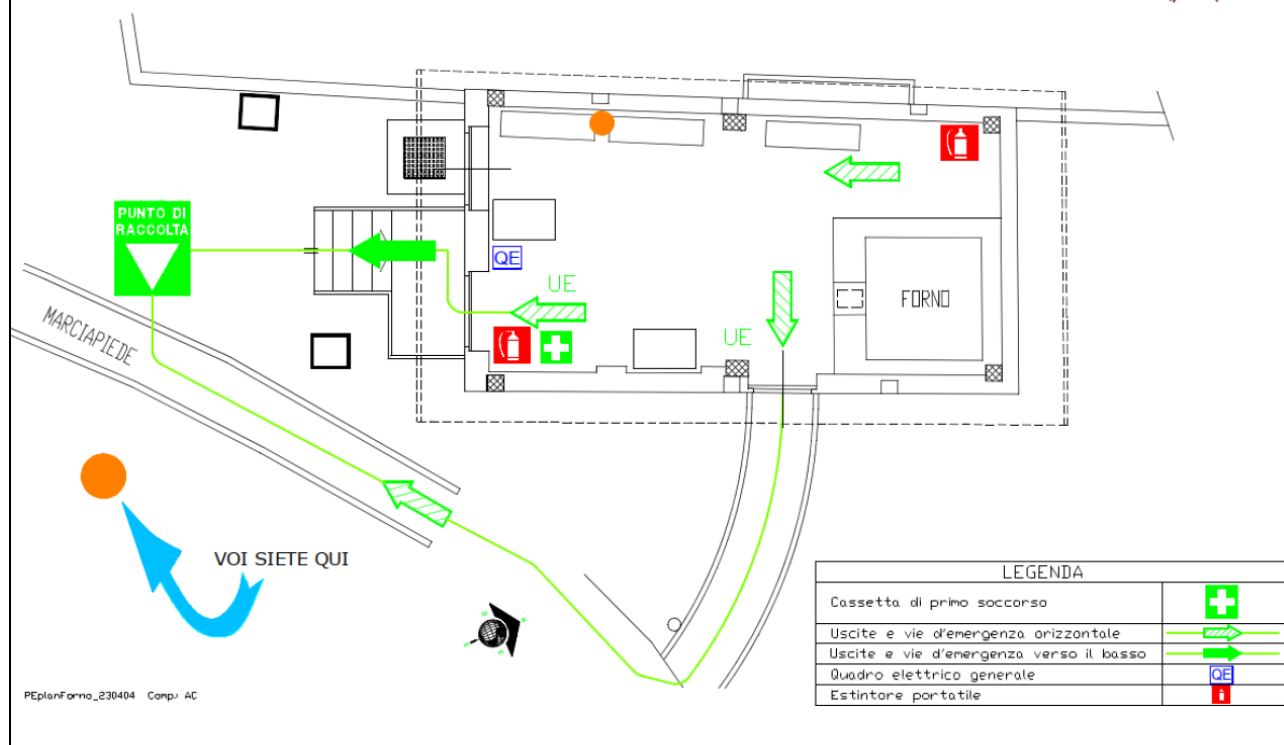 PUNTO DI
RACCOLTA
QE
UE
UE
FORNO
MARCIAPIEDE
VOI SIETE QUI
LEGENDA
Cassetta di primo soccorso
Uscite e vie d'emergenza orizzontale
Uscite e vie d'emergenza verso il basso
Quadro elettrico generale
QE
Estintore portatile
PEplanForno_230404 Comp.: AC